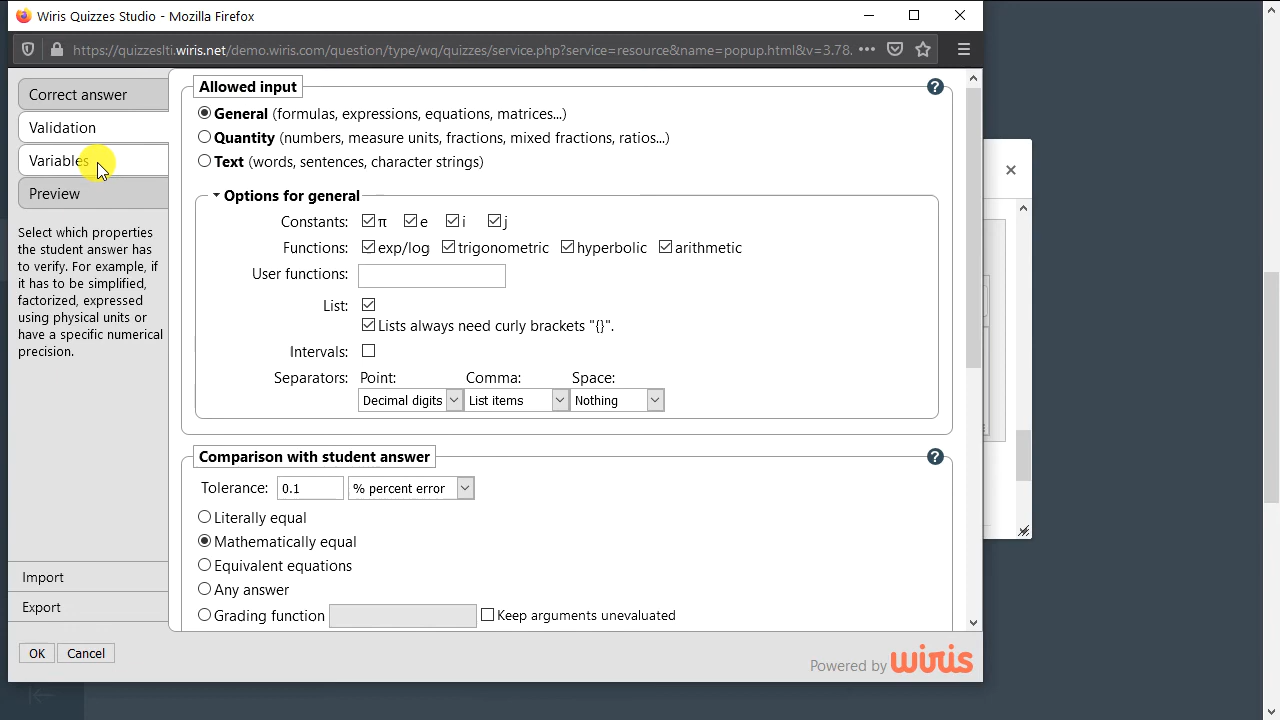 Wiris Quizzes Studio - Mozilla Firefox
https://quizzeslti.wiris.net/demo.wiris.com/question/type/wq/quizzes/service.php?service=resource&name=popup.html&v=3.78.
Correct answer
Validation
Variables
Preview
Select which properties
the student answer has
to verify. For example, if
it has to be simplified,
factorized, expressed
using physical units or
have a specific numerical
precision.
Import
Export
OK Cancel
Allowed input
General (formulas, expressions, equations, matrices...)
Quantity (numbers, measure units, fractions, mixed fractions, ratios...)
Text (words, sentences, character strings)
Options for general
Constants: π e i j
Functions: exp/log trigonometric hyperbolic arithmetic
User functions:
List:
Lists always need curly brackets "{}".
Intervals:
Separators: Point: Comma: Space:
Decimal digits List items Nothing
Comparison with student answer
Tolerance: 0.1 % percent error
Literally equal
Mathematically equal
Equivalent equations
Any answer
Grading function Keep arguments unevaluated
Powered by wiris